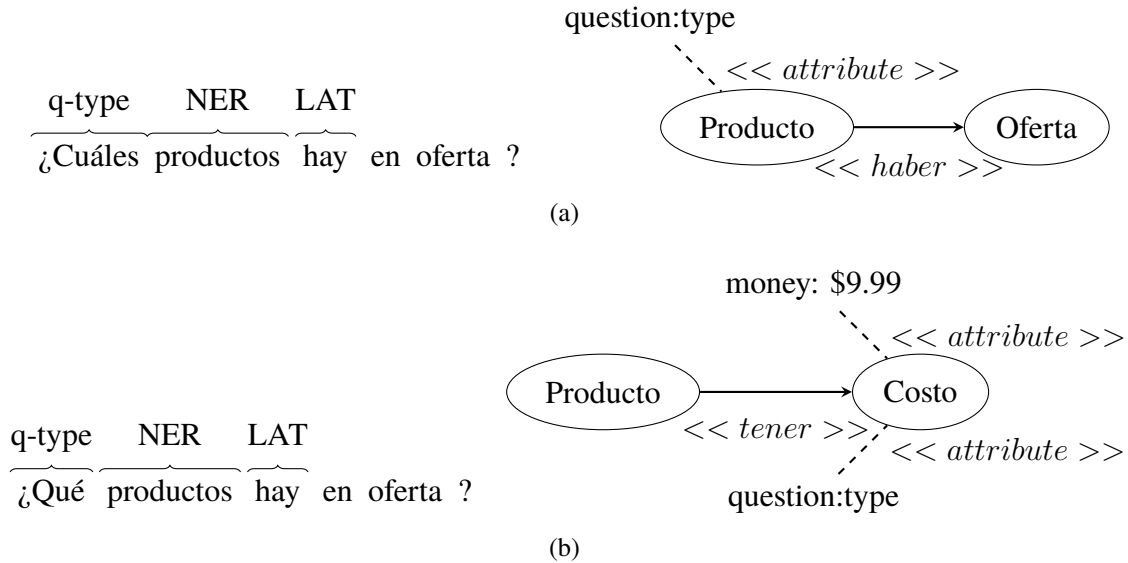 question:type
<< attribute >>
q-type NER LAT
Producto Oferta
¿Cuáles productos hay en oferta ?
<< haber >>
(a)
money: $9.99
<< attribute >>
Producto Costo
<< tener >>
q-type NER LAT
<< attribute >>
¿Qué productos hay en oferta ?
question:type
(b)